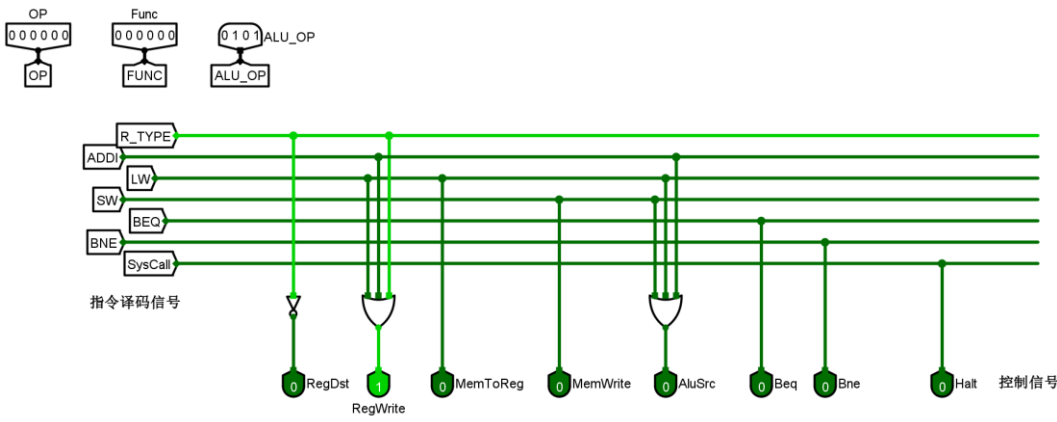 OP
Func
000000
000000
0101
ALU_OP
OP
FUNC
ALU_OP
R_TYPE
ADDI
LW
SW
BEQ
BNE
SysCall
指令译码信号
0
RegDst
1
RegWrite
0
MemToReg
0
MemWrite
0
AluSrc
0
Beq
0
Bne
0
Halt
控制信号